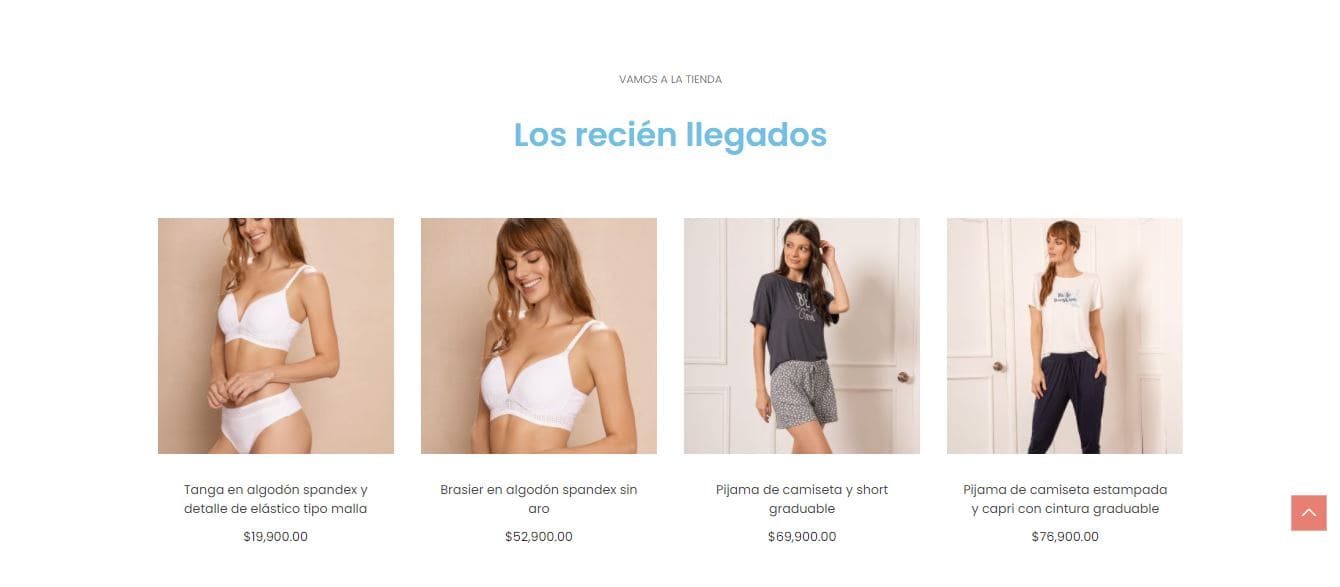 VAMOS A LA TIENDA
Los recién llegados
Tanga en algodón spandex y
detalle de elástico tipo malla
$19,900.00
Brasier en algodón spandex sin
aro
$52,900.00
Pijama de camiseta y short
graduable
$69,900.00
Pijama de camiseta estampada
y capri con cintura graduable
$76,900.00